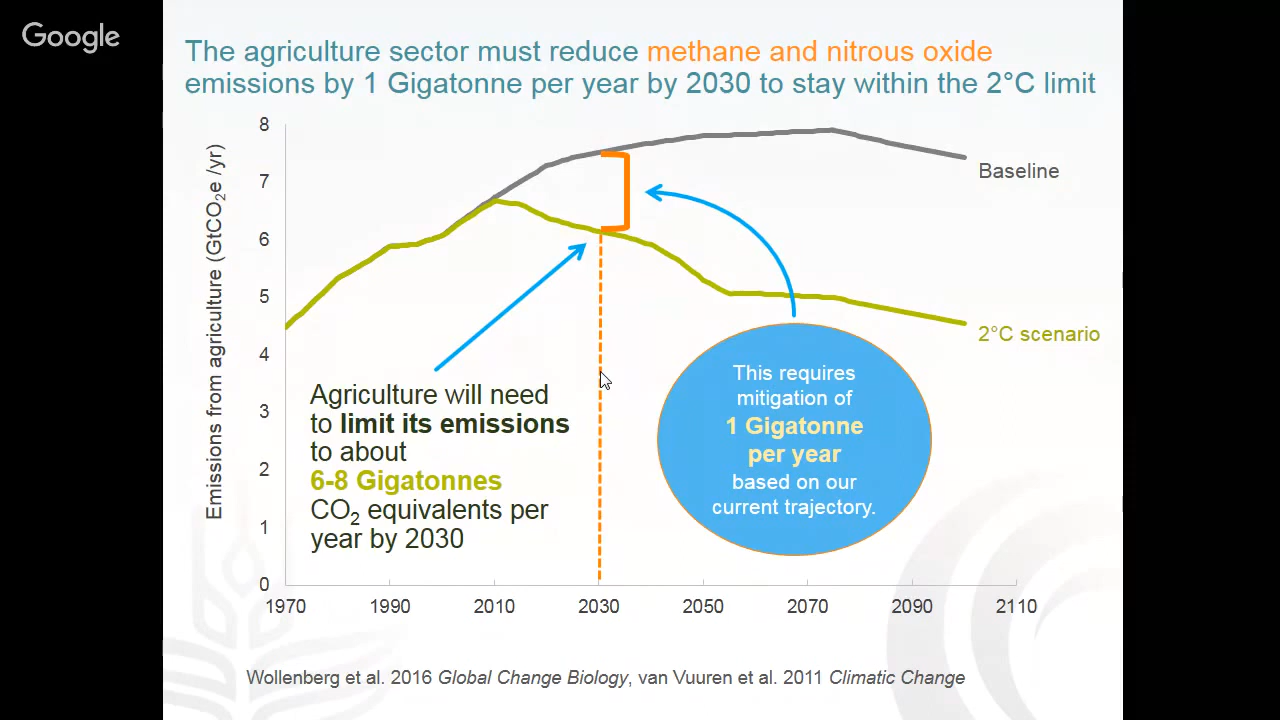 Google
The agriculture sector must reduce methane and nitrous oxide
emissions by 1 Gigatonne per year by 2030 to stay within the 2°C limit
Emissions from agriculture (GtCO₂e /yr)
8
7
6
5
4
3
2
1
0
1970 1990 2010 2030 2050 2070 2090 2110
Baseline
2°C scenario
Agriculture will need
to limit its emissions
to about
6-8 Gigatonnes
CO₂ equivalents per
year by 2030
This requires
mitigation of
1 Gigatonne
per year
based on our
current trajectory.
Wollenberg et al. 2016 Global Change Biology, van Vuuren et al. 2011 Climatic Change